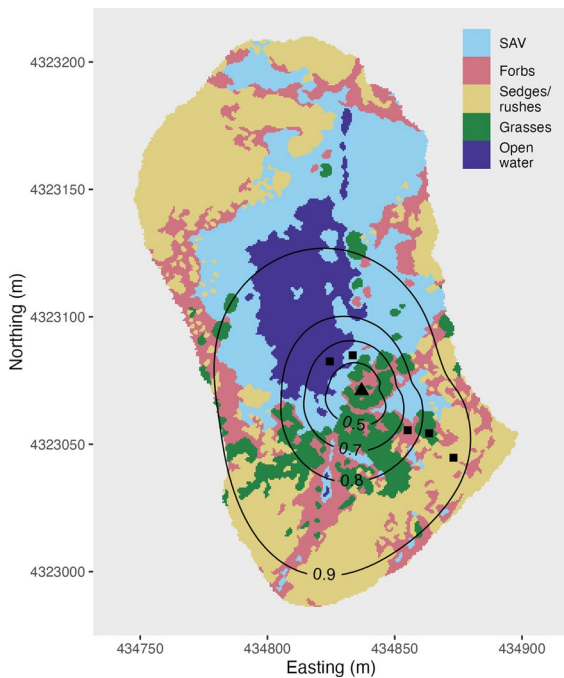 SAV
Forbs
Sedges/
rushes
Grasses
Open
water
4323200
4323150
4323100
4323050
4323000
Northing (m)
0.5
0.7
0.8
0.9
434750
434800
434850
434900
Easting (m)